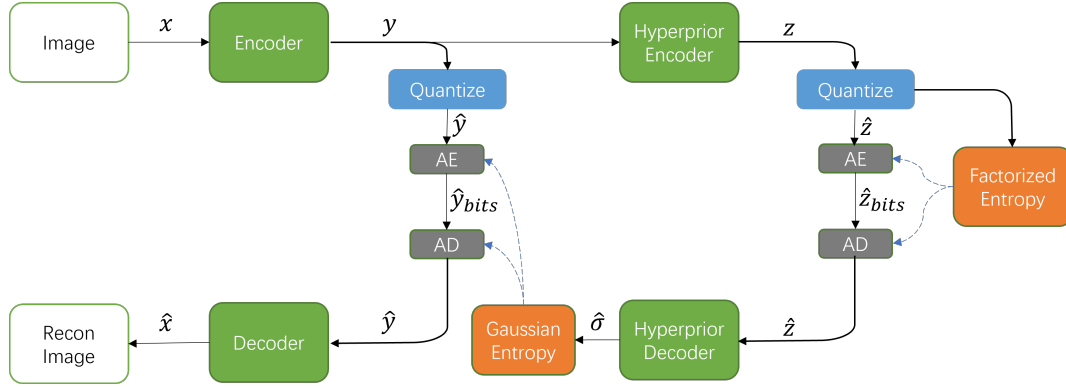 x
y
z
Image
Encoder
Hyperprior
Encoder
Quantize
Quantize
ŷ
ẑ
AE
AE
Factorized
Entropy
ŷ_bits
ẑ_bits
AD
AD
x̂
ŷ
σ̂
ẑ
Recon
Image
Decoder
Gaussian
Entropy
Hyperprior
Decoder